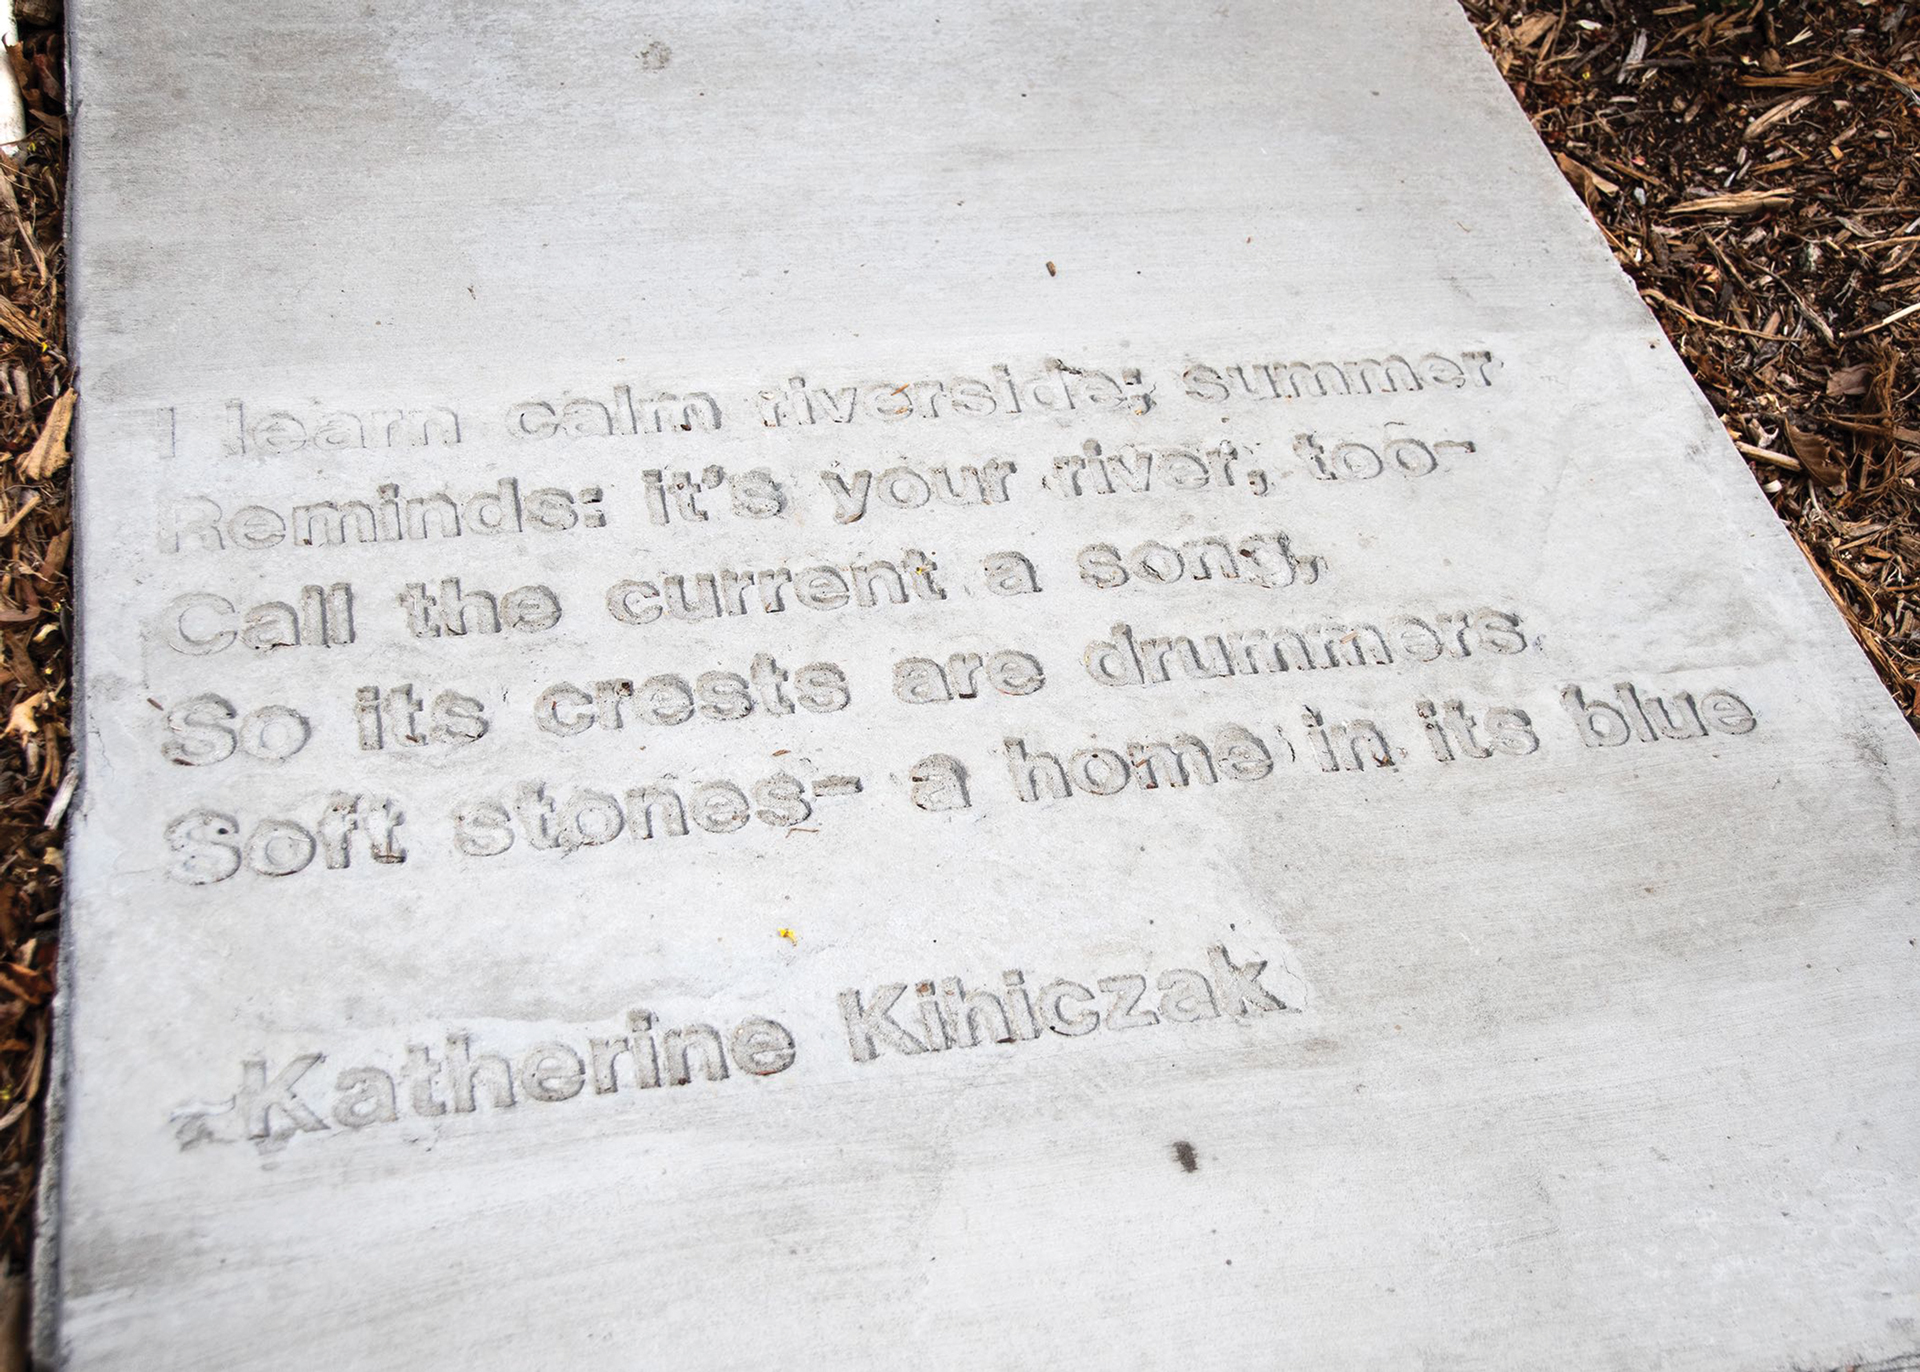 I learn calm riverside; summer
Reminds: it's your river, too-
Call the current a song,
So its crests are drummers.
Soft stones- a home in its blue
~Katherine Kihiczak